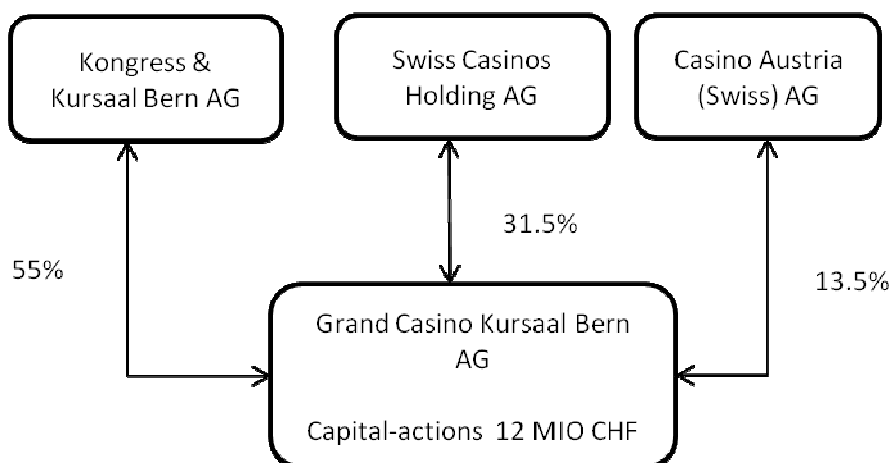 Kongress &
Kursaal Bern AG
Swiss Casinos
Holding AG
Casino Austria
(Swiss) AG
31.5%
55%
13.5%
Grand Casino Kursaal Bern
AG
Capital-actions 12 MIO CHF